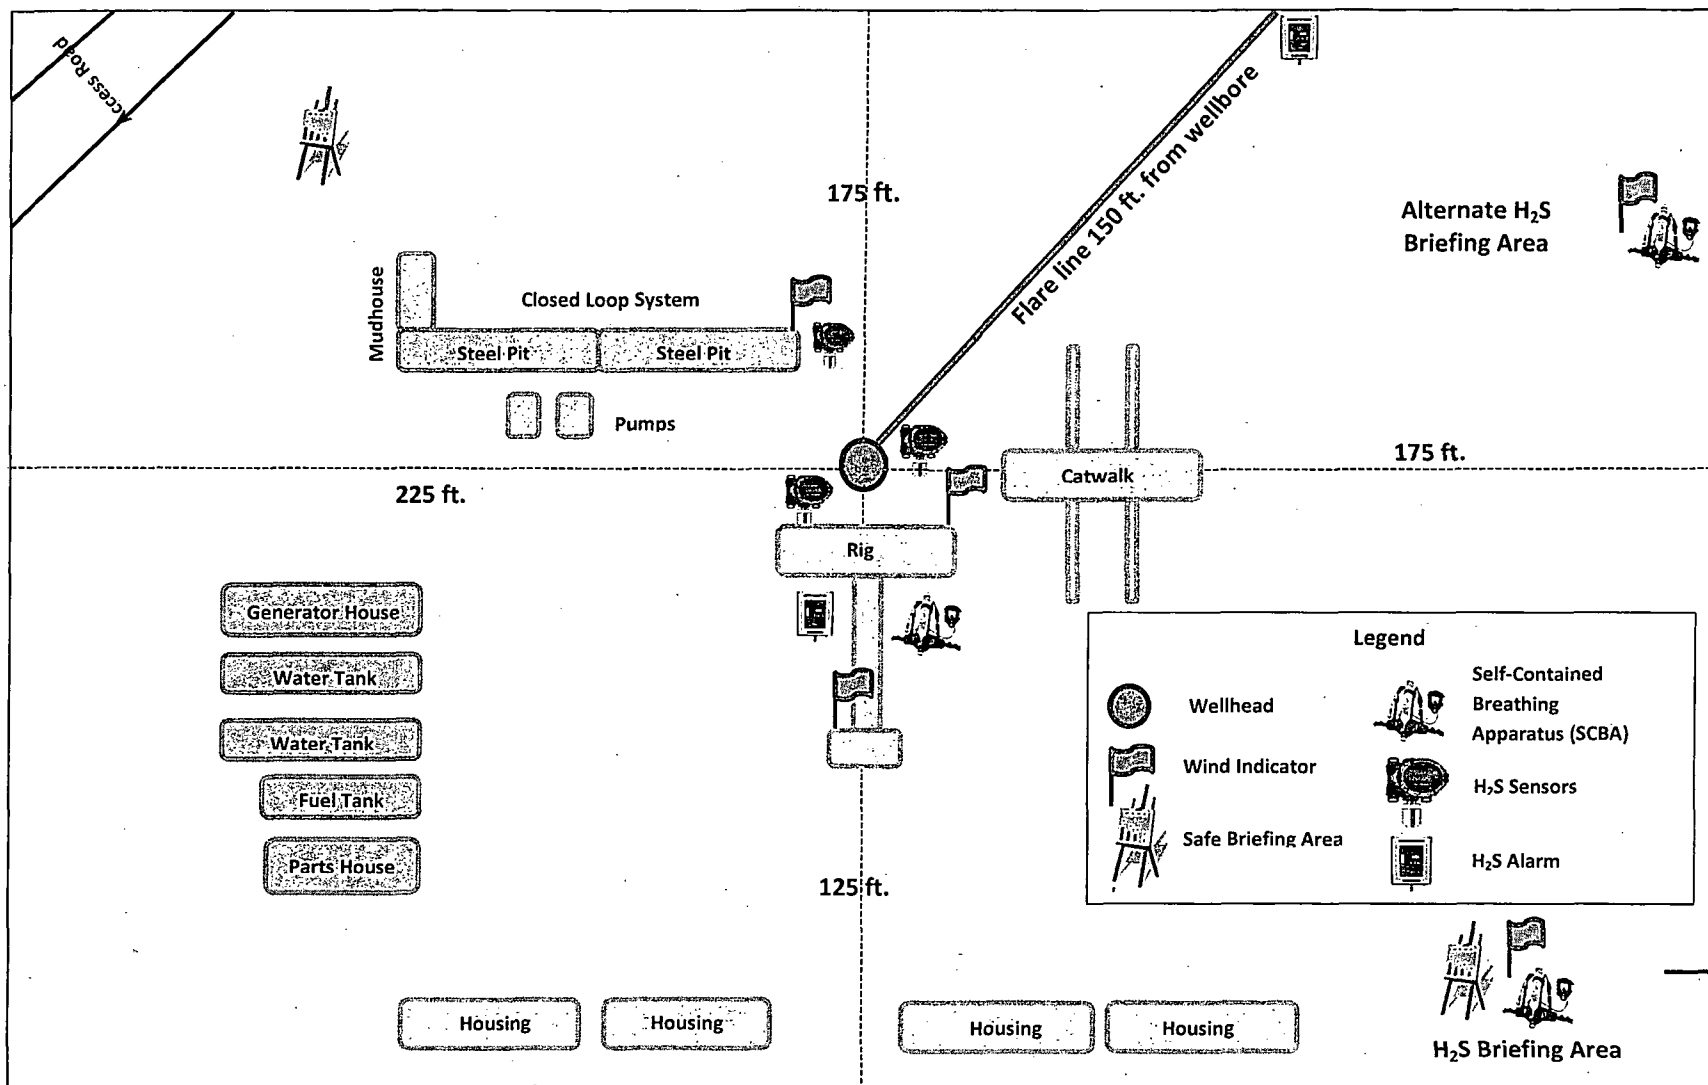 Access Road
175 ft.
Flare line 150 ft. from wellbore
Alternate H₂S
Briefing Area
Mudhouse
Closed Loop System
Steel Pit
Steel Pit
Pumps
225 ft.
175 ft.
Catwalk
Rig
Generator House
Water Tank
Water Tank
Fuel Tank
Parts House
125 ft.
Legend
Wellhead
Wind Indicator
Safe Briefing Area
Self-Contained
Breathing
Apparatus (SCBA)
H₂S Sensors
H₂S Alarm
Housing
Housing
Housing
Housing
H₂S Briefing Area